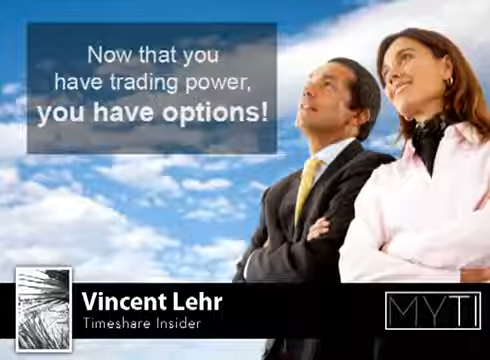 Now that you
have trading power,
you have options!
Vincent Lehr
Timeshare Insider
MYTI